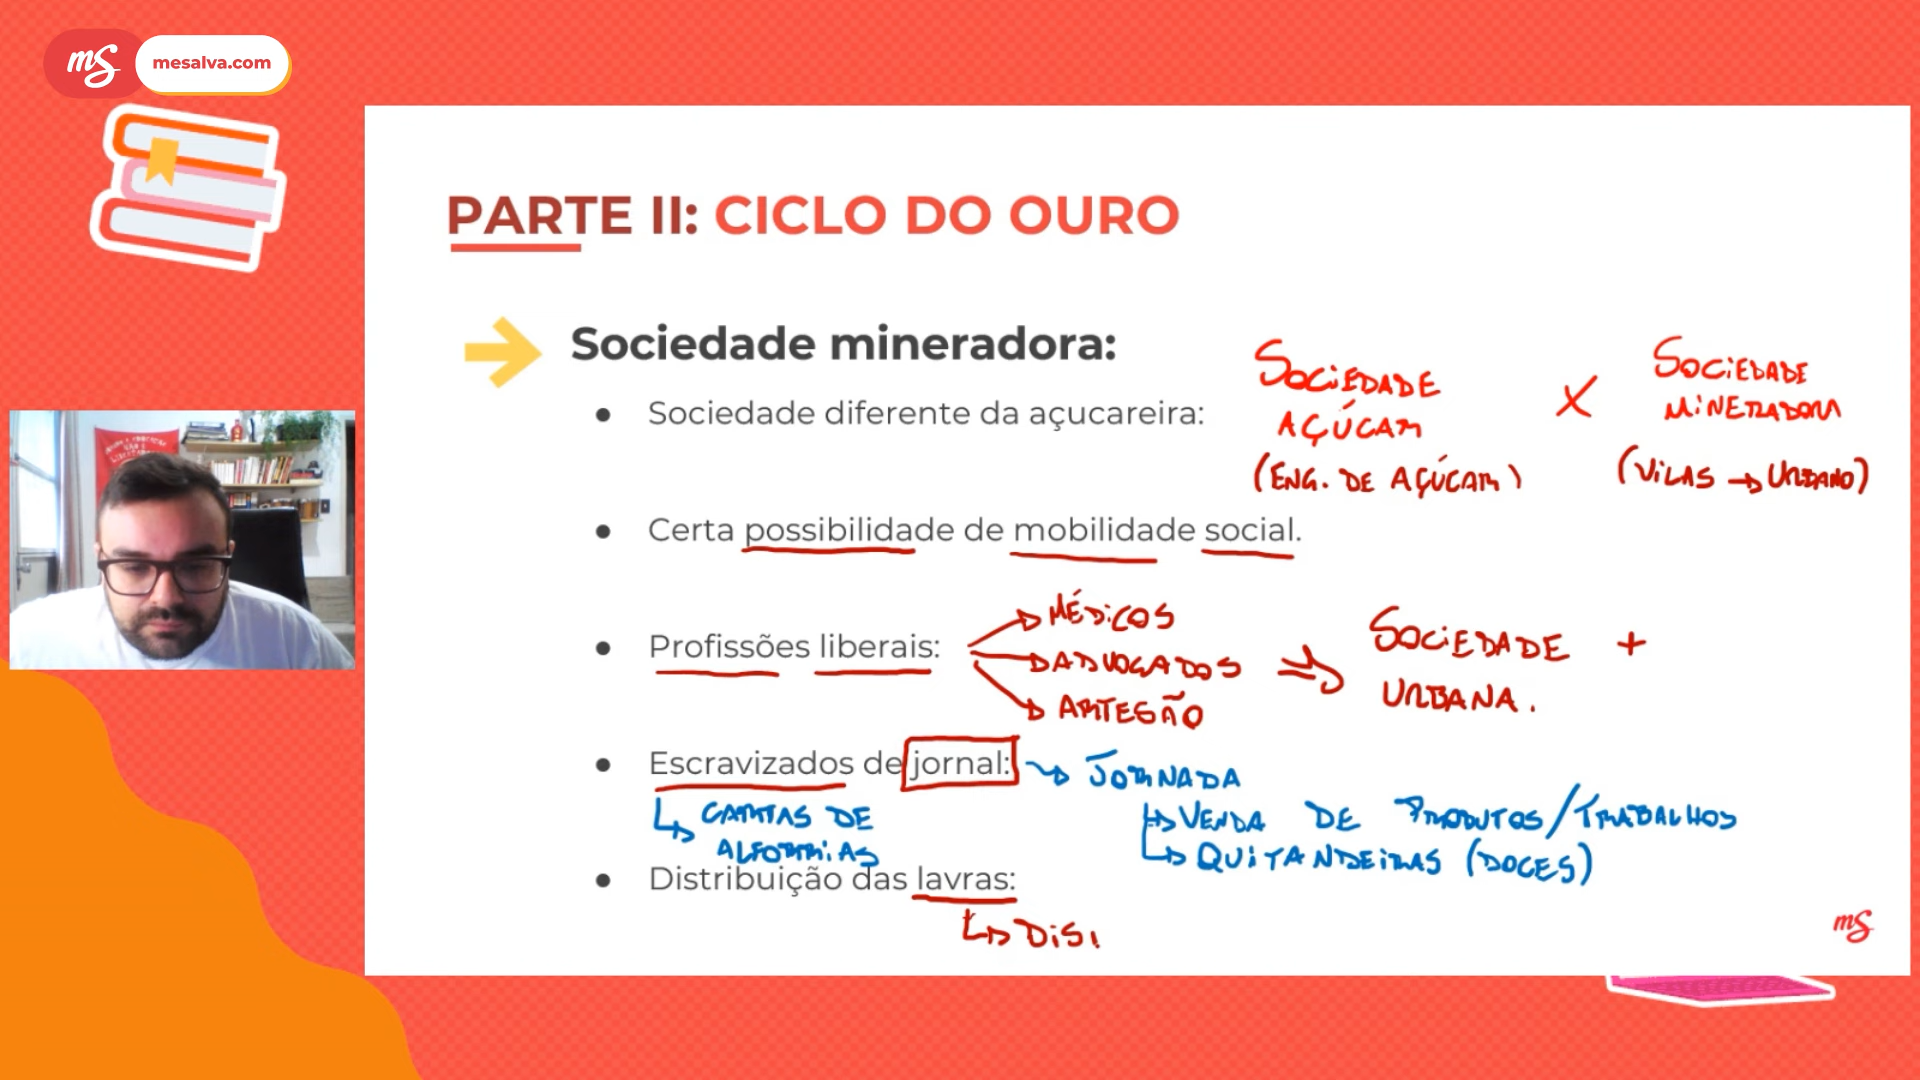 mS mesalva.com
PARTE II: CICLO DO OURO
Sociedade mineradora:
SOCIEDADE AÇÚCAR
(ENG. DE AÇÚCAR)
X
SOCIEDADE MINERADORA
(VILAS → URBANO)
• Sociedade diferente da açucareira:
• Certa possibilidade de mobilidade social.
• Profissões liberais:
MÉDICOS
ADVOGADOS
ARTESÃO
SOCIEDADE +
URBANA.
• Escravizados de jornal:
JORNADA
CARTAS DE
ALFORRIAS
VENDA DE PRODUTOS/TRABALHOS
QUITANDEIRAS (DOCES)
• Distribuição das lavras:
DIS
mS